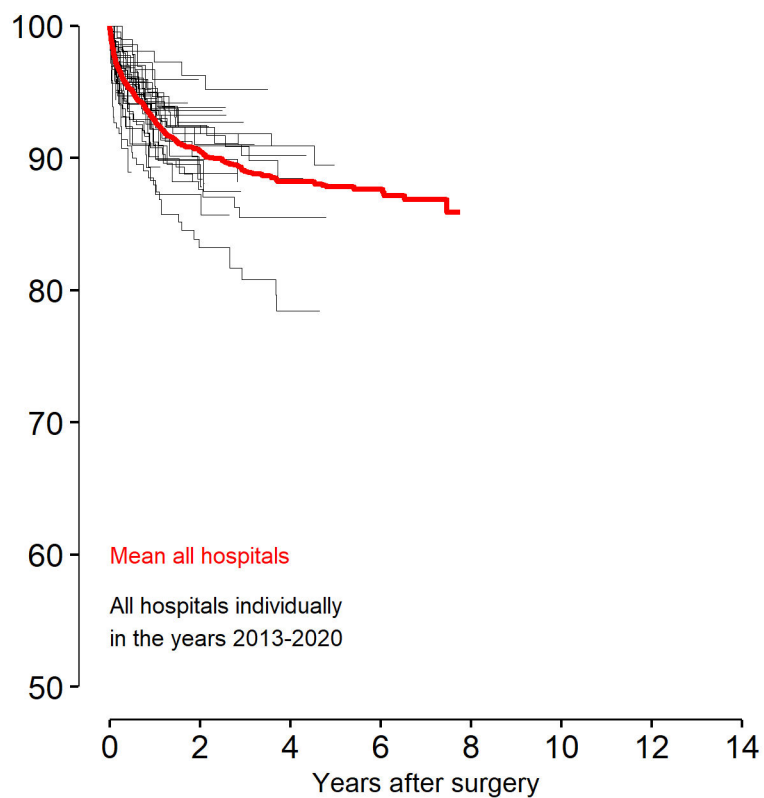 100
90
80
70
60
50
Mean all hospitals
All hospitals individually
in the years 2013-2020
0 2 4 6 8 10 12 14
Years after surgery